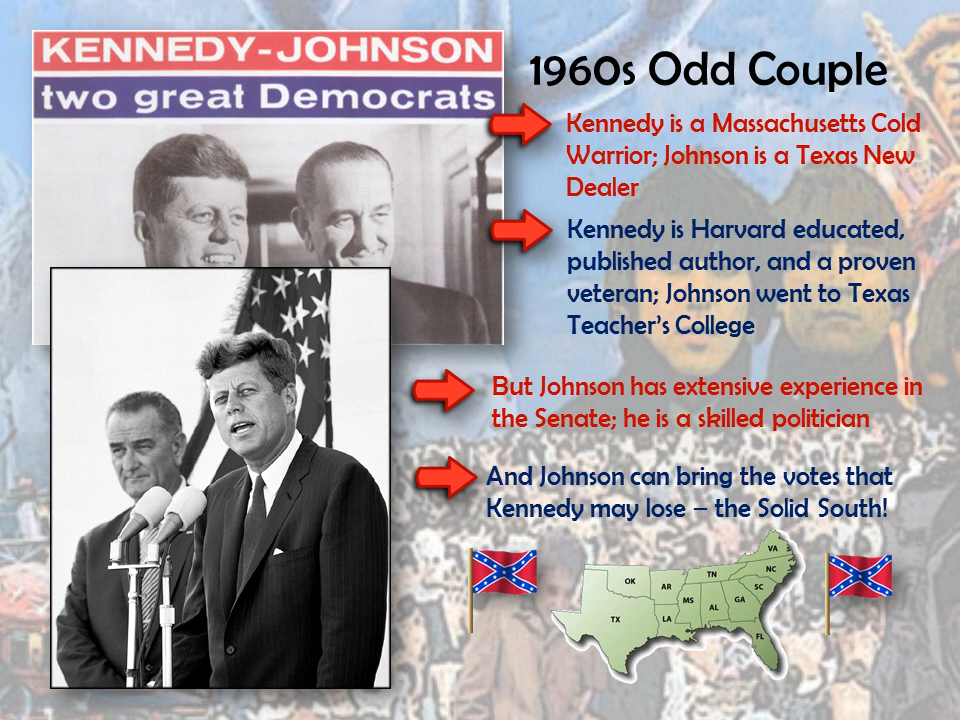 KENNEDY-JOHNSON
two great Democrats
1960s Odd Couple
Kennedy is a Massachusetts Cold
Warrior; Johnson is a Texas New
Dealer
Kennedy is Harvard educated,
published author, and a proven
veteran; Johnson went to Texas
Teacher's College
But Johnson has extensive experience in
the Senate; he is a skilled politician
And Johnson can bring the votes that
Kennedy may lose – the Solid South!
VA
NC
TN
OK
AR
SC
MS
AL
GA
TX
LA
FL